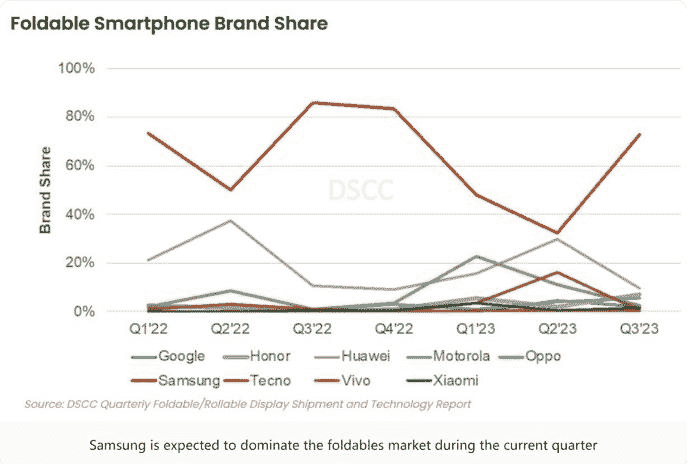 Foldable Smartphone Brand Share
100%
80%
60%
40%
20%
0%
Brand Share
DSCC
Q1'22 Q2'22 Q3'22 Q4'22 Q1'23 Q2'23 Q3'23
Google Honor Huawei Motorola Oppo
Samsung Tecno Vivo Xiaomi
Source: DSCC Quarterly Foldable/Rollable Display Shipment and Technology Report
Samsung is expected to dominate the foldables market during the current quarter